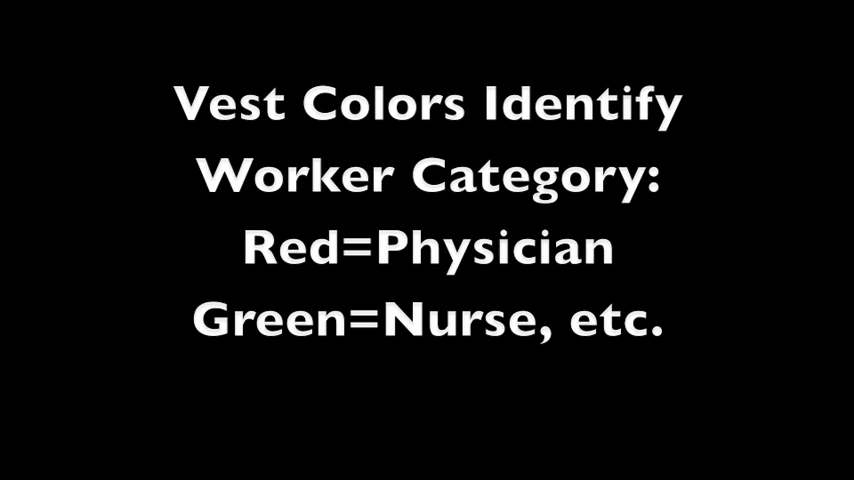 Vest Colors Identify
Worker Category:
Red=Physician
Green=Nurse, etc.